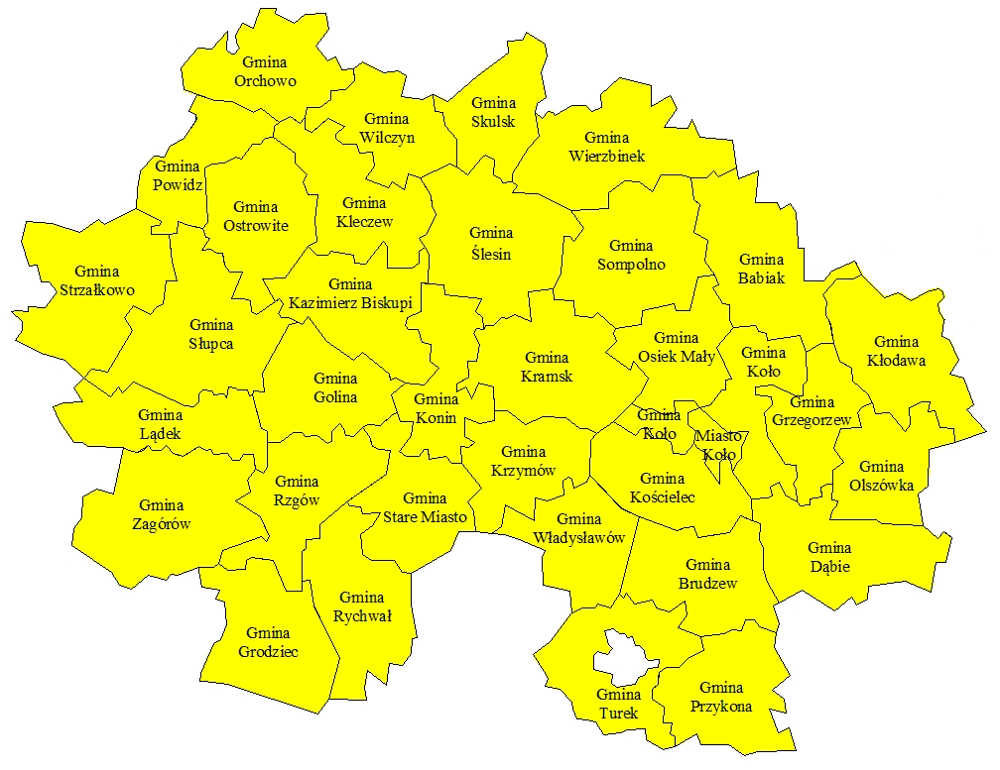 Gmina
Orchowo
Gmina
Skulsk
Gmina
Wilczyn
Gmina
Wierzbinek
Gmina
Powidz
Gmina
Ostrowite
Gmina
Kleczew
Gmina
Ślesin
Gmina
Sompolno
Gmina
Babiak
Gmina
Strzałkowo
Gmina
Kazimierz Biskupi
Gmina
Słupca
Gmina
Osiek Mały
Gmina
Kłodawa
Gmina
Kramsk
Gmina
Koło
Gmina
Golina
Gmina
Konin
Gmina
Grzegorzew
Gmina
Lądek
Gmina
Koło
Miasto
Koło
Gmina
Krzymów
Gmina
Olszówka
Gmina
Rzgów
Gmina
Kościelec
Gmina
Stare Miasto
Gmina
Zagórów
Gmina
Władysławów
Gmina
Dąbie
Gmina
Brudzew
Gmina
Rychwał
Gmina
Grodziec
Gmina
Przykona
Gmina
Turek